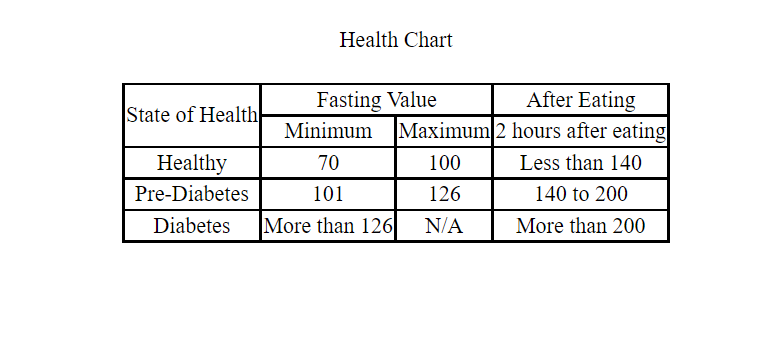 Health Chart
State of Health Fasting Value After Eating
Minimum Maximum 2 hours after eating
Healthy 70 100 Less than 140
Pre-Diabetes 101 126 140 to 200
Diabetes More than 126 N/A More than 200